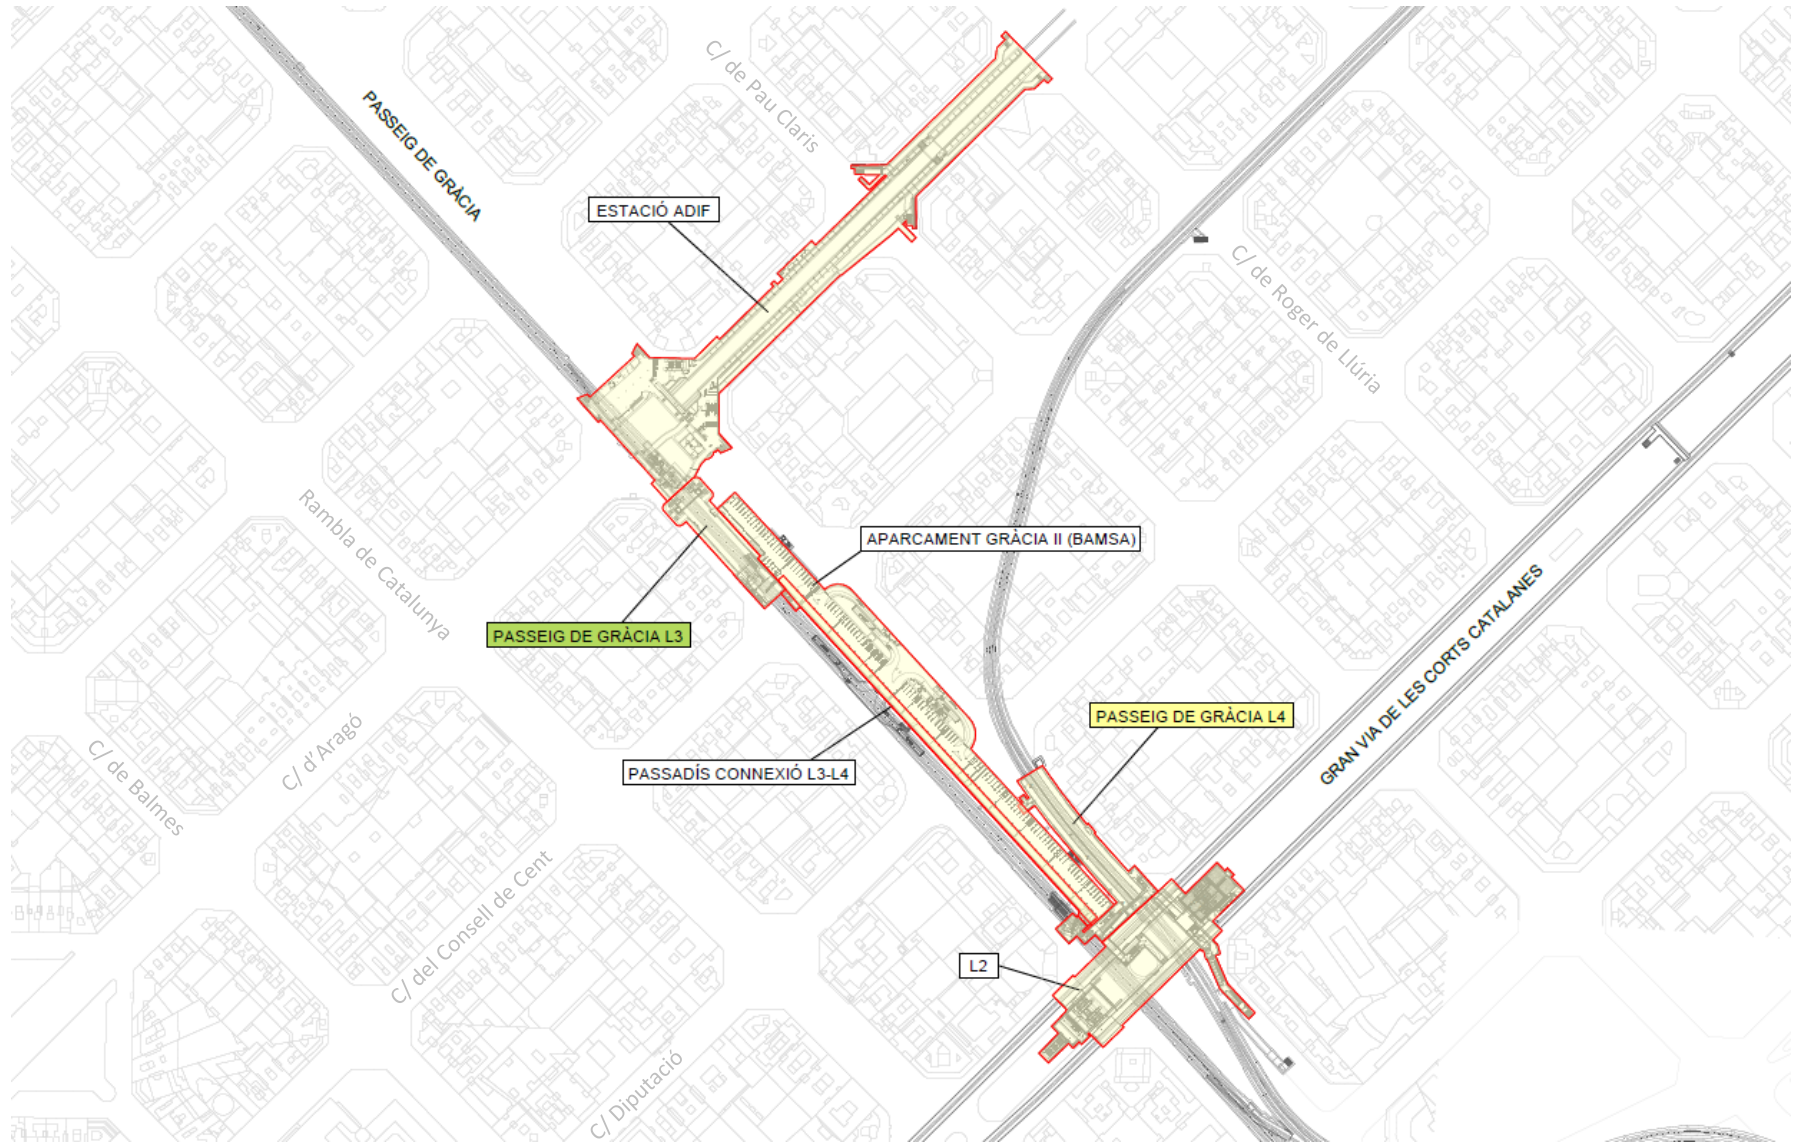 C/ de Pau Claris
PASSEIG DE GRÀCIA
ESTACIÓ ADIF
C/ de Roger de Llúria
Rambla de Catalunya
APARCAMENT GRÀCIA II (BAMSA)
PASSEIG DE GRÀCIA L3
GRAN VIA DE LES CORTS CATALANES
PASSEIG DE GRÀCIA L4
C/ d'Aragó
C/ de Balmes
PASSADÍS CONNEXIÓ L3-L4
C/ del Consell de Cent
L2
C/ Diputació